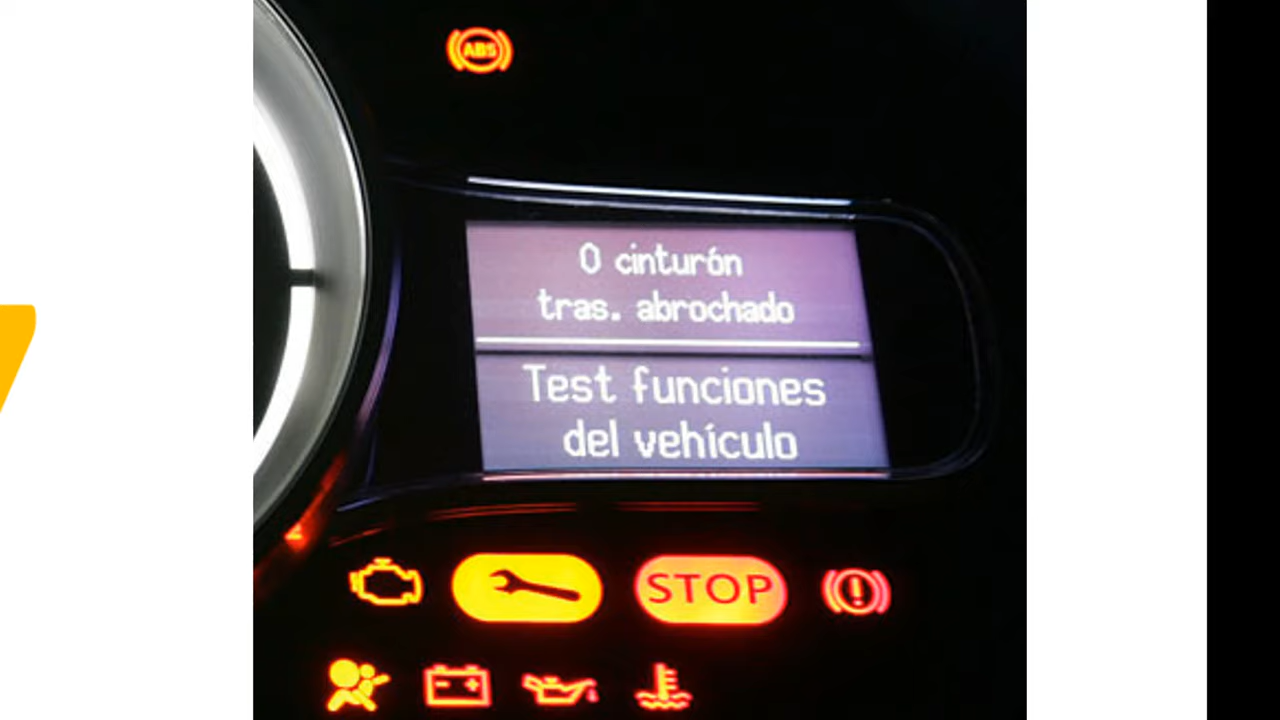 ABS
0 cinturón
tras. abrochado
Test funciones
del vehículo
STOP